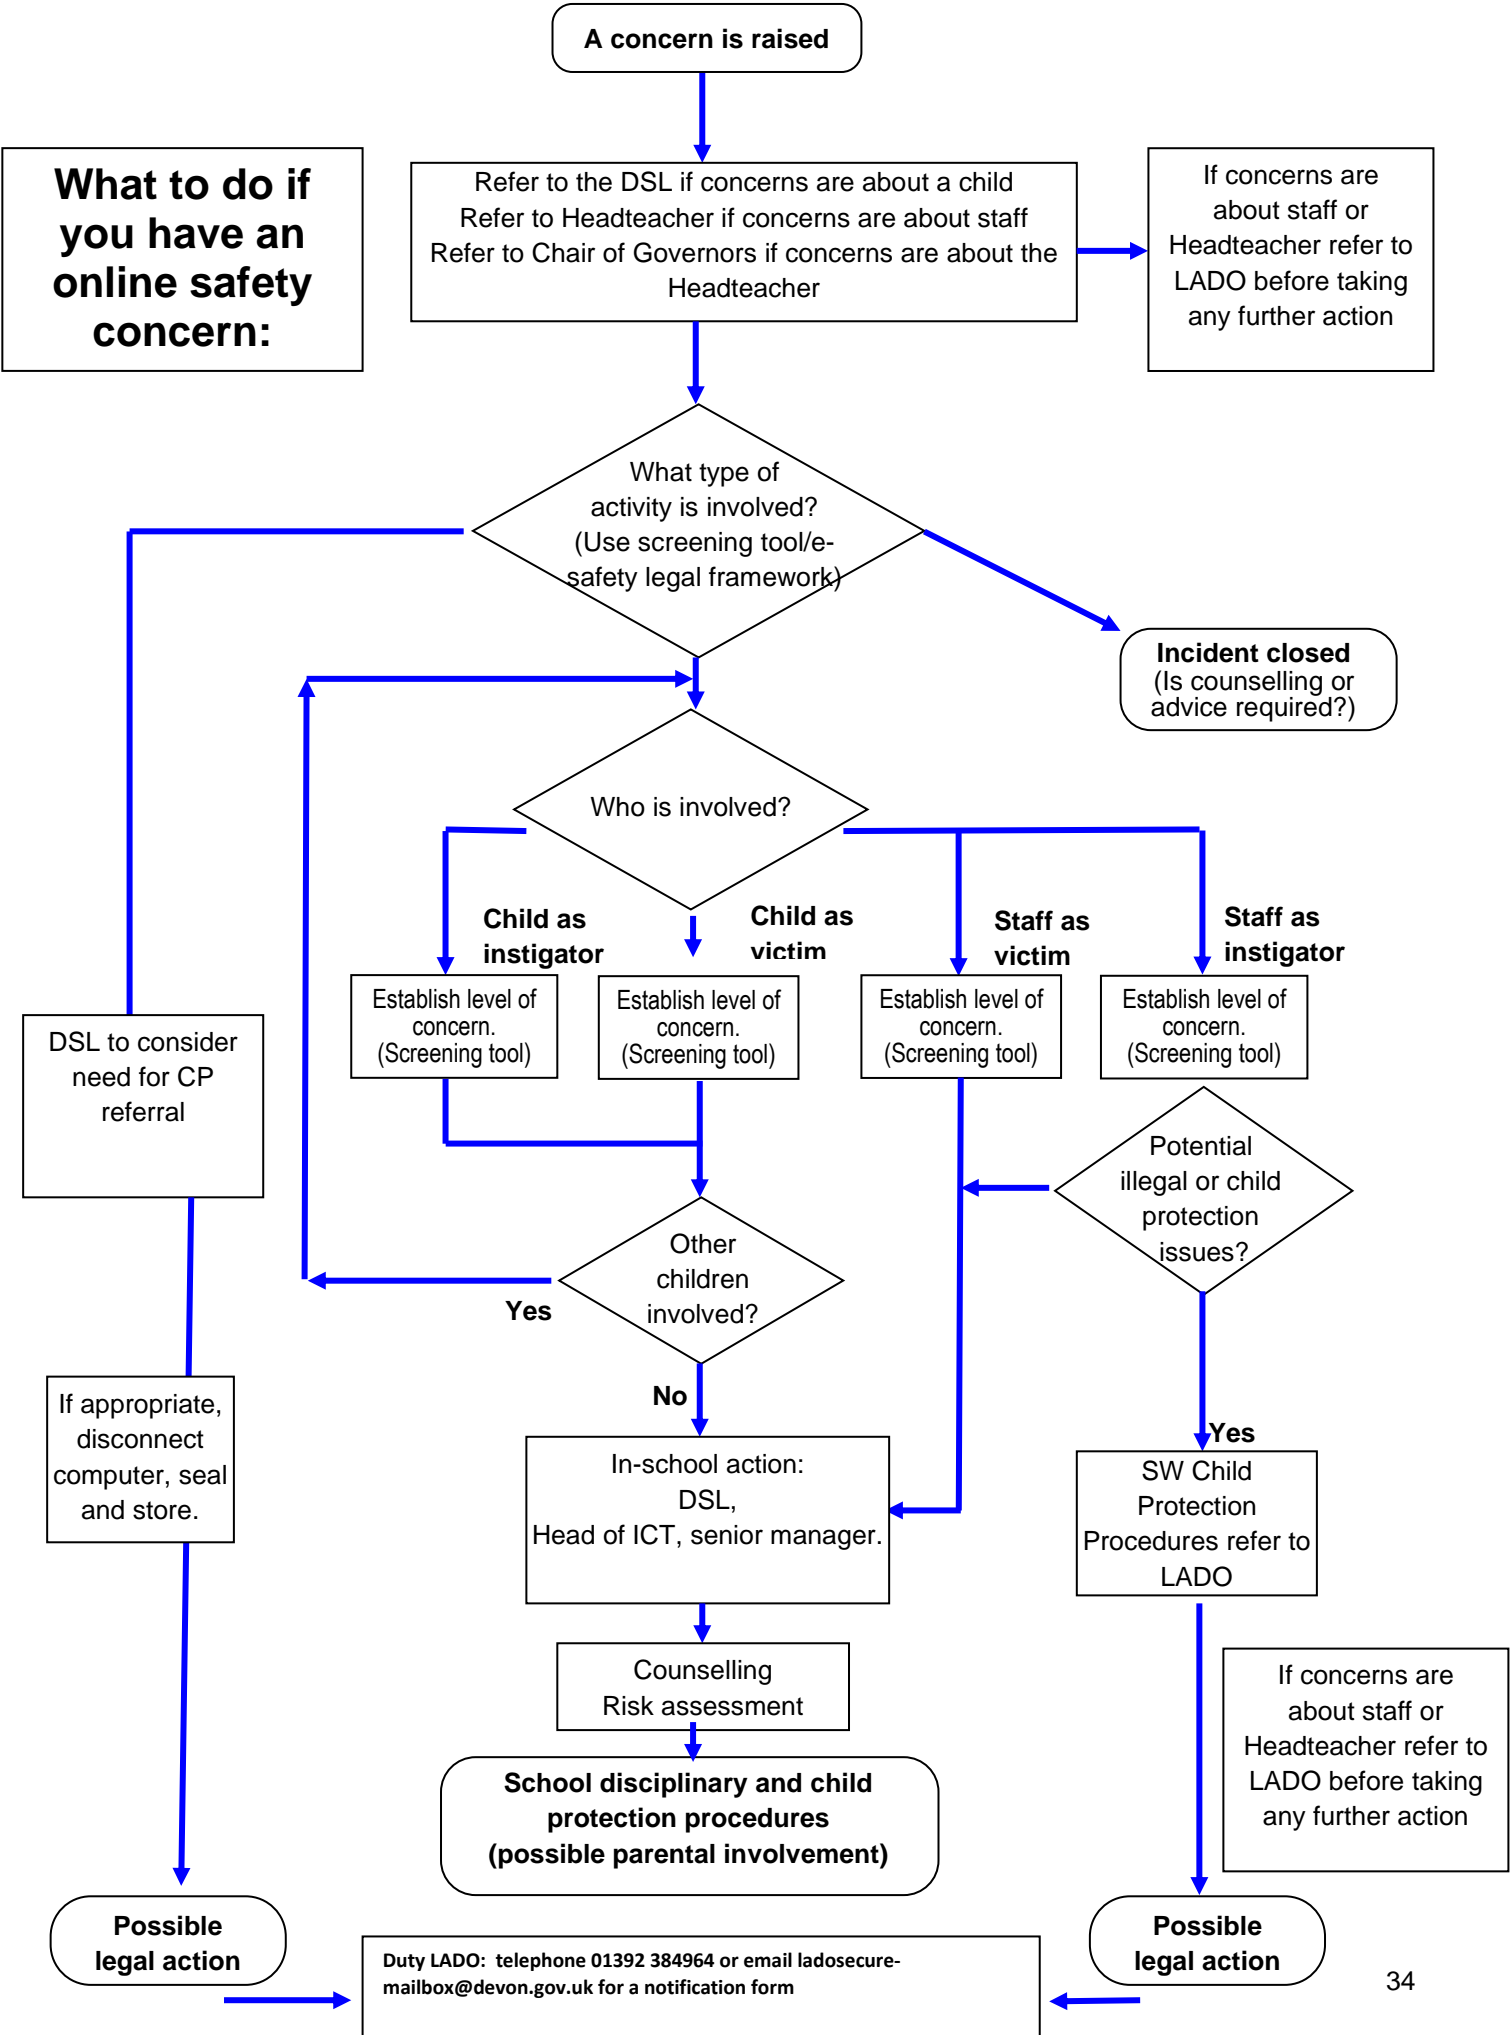 A concern is raised
What to do if
you have an
online safety
concern:
Refer to the DSL if concerns are about a child
Refer to Headteacher if concerns are about staff
Refer to Chair of Governors if concerns are about the
Headteacher
If concerns are
about staff or
Headteacher refer to
LADO before taking
any further action
What type of
activity is involved?
(Use screening tool/e-
safety legal framework)
Incident closed
(Is counselling or
advice required?)
Who is involved?
Child as
instigator
Child as
victim
Staff as
victim
Staff as
instigator
Establish level of
concern.
(Screening tool)
Establish level of
concern.
(Screening tool)
Establish level of
concern.
(Screening tool)
Establish level of
concern.
(Screening tool)
DSL to consider
need for CP
referral
Potential
illegal or child
protection
issues?
Other
children
involved?
Yes
No
If appropriate,
disconnect
computer, seal
and store.
In-school action:
DSL,
Head of ICT, senior manager.
Yes
SW Child
Protection
Procedures refer to
LADO
Counselling
Risk assessment
If concerns are
about staff or
Headteacher refer to
LADO before taking
any further action
School disciplinary and child
protection procedures
(possible parental involvement)
Possible
legal action
Possible
legal action
Duty LADO:  telephone 01392 384964 or email ladosecure-
mailbox@devon.gov.uk for a notification form
34